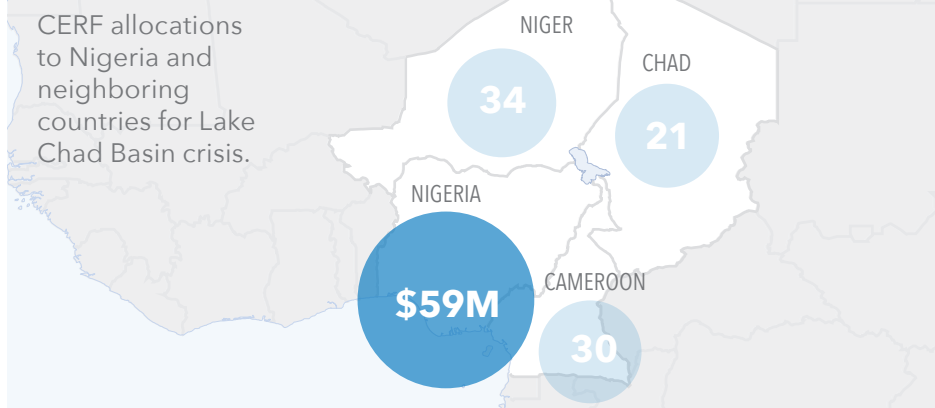 CERF allocations
to Nigeria and
neighboring
countries for Lake
Chad Basin crisis.
NIGER
34
CHAD
21
NIGERIA
$59M
CAMEROON
30